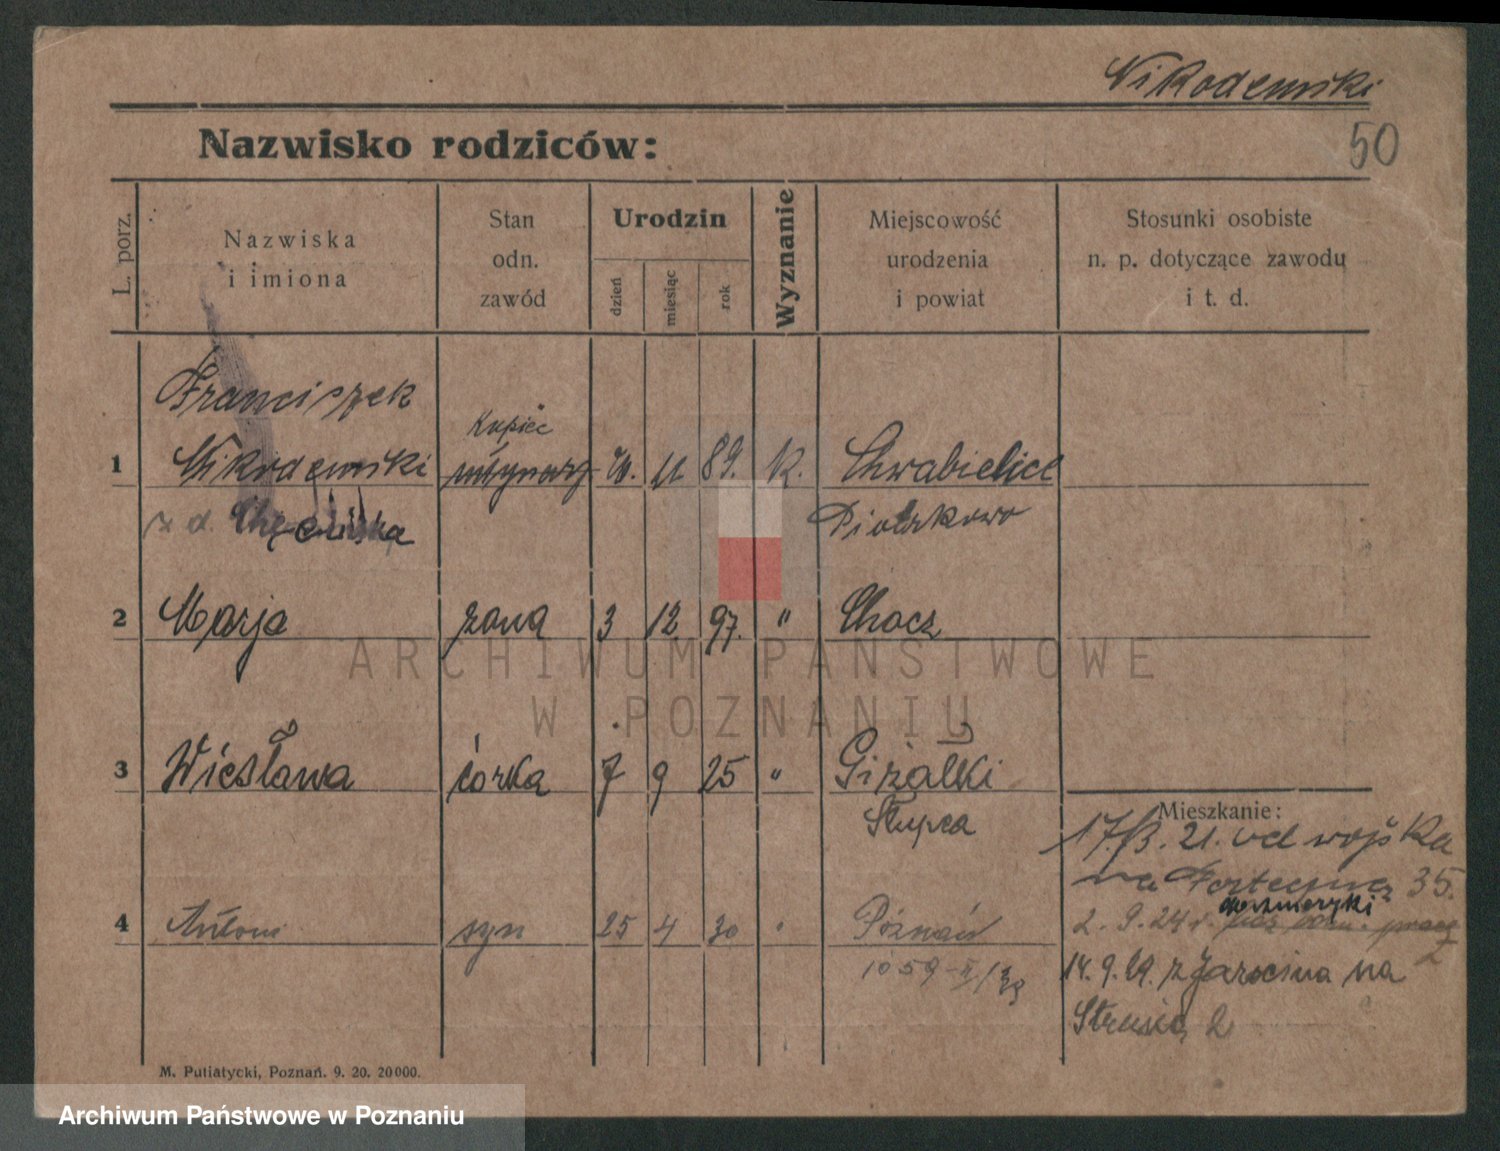 Nikodemski
50
Nazwisko rodziców:
L. porz.
Nazwiska
i imiona
Stan
odn.
zawód
Urodzin
dzień
miesiąc
rok
Wyznanie
Miejscowość
urodzenia
i powiat
Stosunki osobiste
n. p. dotyczące zawodu
i t. d.
Franciszek
kupiec
1 Nikodemski młynarz 11 89. k. Chwabielice
z d.
Piotrkowo
2 Marja żona 3 12 97. " Chocz
3 Wiesława córka 7 9 25 " Giżałki
Słupca
4 Antoni syn 25 4 30 " Poznań
Mieszkanie:
17. 21. od wojska
na Forteczną 35.
2. 9. 24 r.
14. 9. 29. z Jarocina na
Strusia 2
M. Putiatycki, Poznań. 9. 20. 20000.
ARCHIWUM PAŃSTWOWE
W POZNANIU
Archiwum Państwowe w Poznaniu